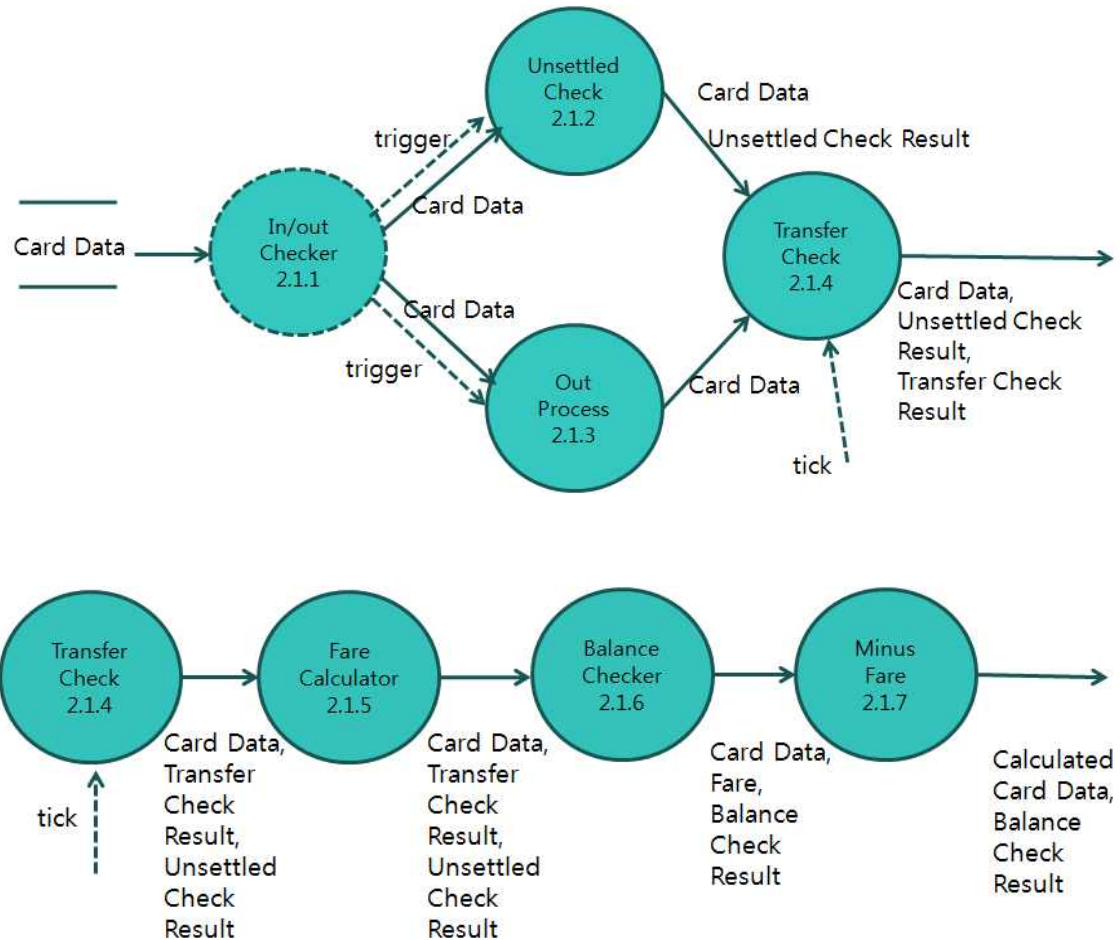 Unsettled
Check
2.1.2
Card Data
Unsettled Check Result
trigger
Card Data
In/out
Checker
2.1.1
Card Data
Transfer
Check
2.1.4
Card Data,
Unsettled Check
Result,
Transfer Check
Result
Card Data
trigger
Out
Process
2.1.3
Card Data
tick
Transfer
Check
2.1.4
tick
Card Data,
Transfer
Check
Result,
Unsettled
Check
Result
Fare
Calculator
2.1.5
Card Data,
Transfer
Check
Result,
Unsettled
Check
Result
Balance
Checker
2.1.6
Card Data,
Fare,
Balance
Check
Result
Minus
Fare
2.1.7
Calculated
Card Data,
Balance
Check
Result